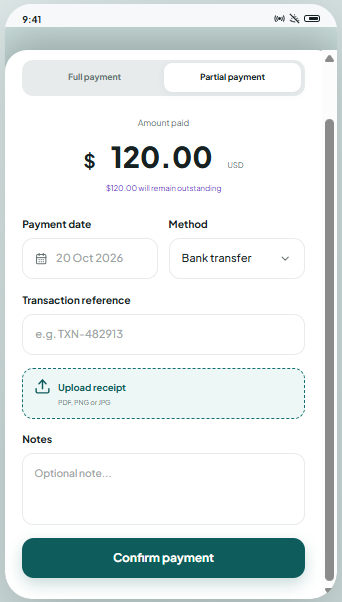 9:41
Full payment
Partial payment
Amount paid
$ 120.00 USD
$120.00 will remain outstanding
Payment date
Method
20 Oct 2026
Bank transfer
Transaction reference
e.g. TXN-482913
Upload receipt
PDF, PNG or JPG
Notes
Optional note...
Confirm payment